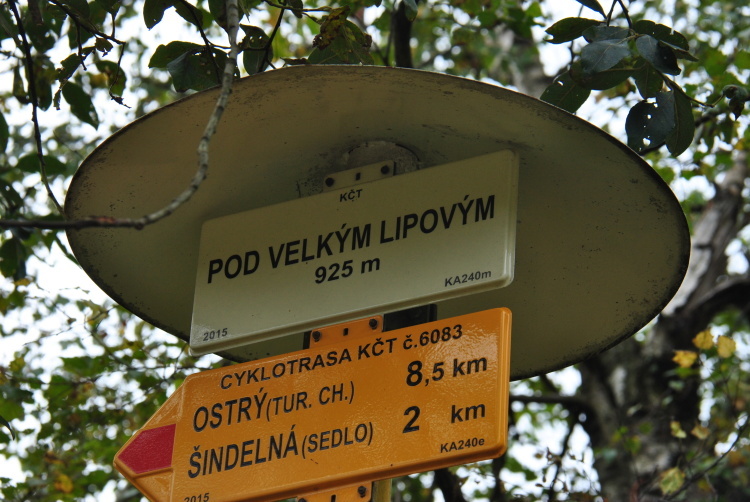 KČT
POD VELKÝM LIPOVÝM
925 m
2015 KA240m
CYKLOTRASA KČT č.6083
OSTRÝ (TUR. CH.) 8,5 km
ŠINDELNÁ (SEDLO) 2 km
2015 KA240e